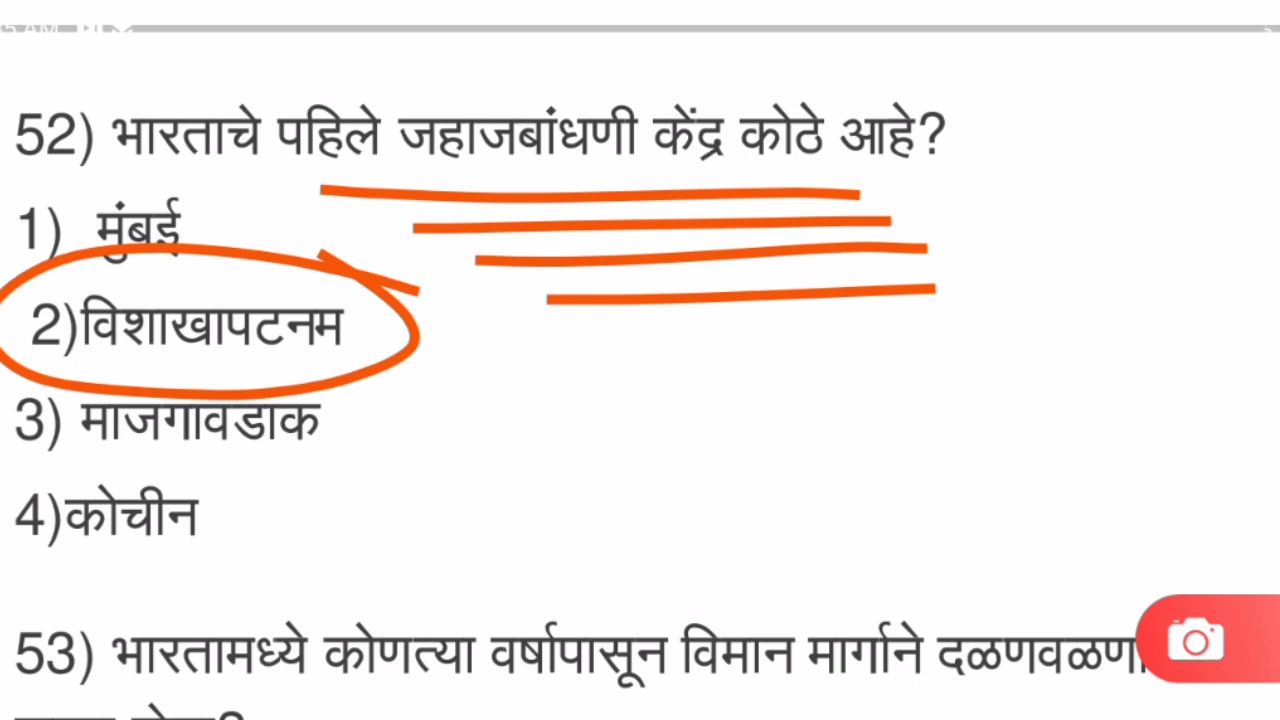 52) भारताचे पहिले जहाजबांधणी केंद्र कोठे आहे?
1) मुंबई
2)विशाखापटनम
3) माजगावडाक
4)कोचीन
53) भारतामध्ये कोणत्या वर्षापासून विमान मार्गाने